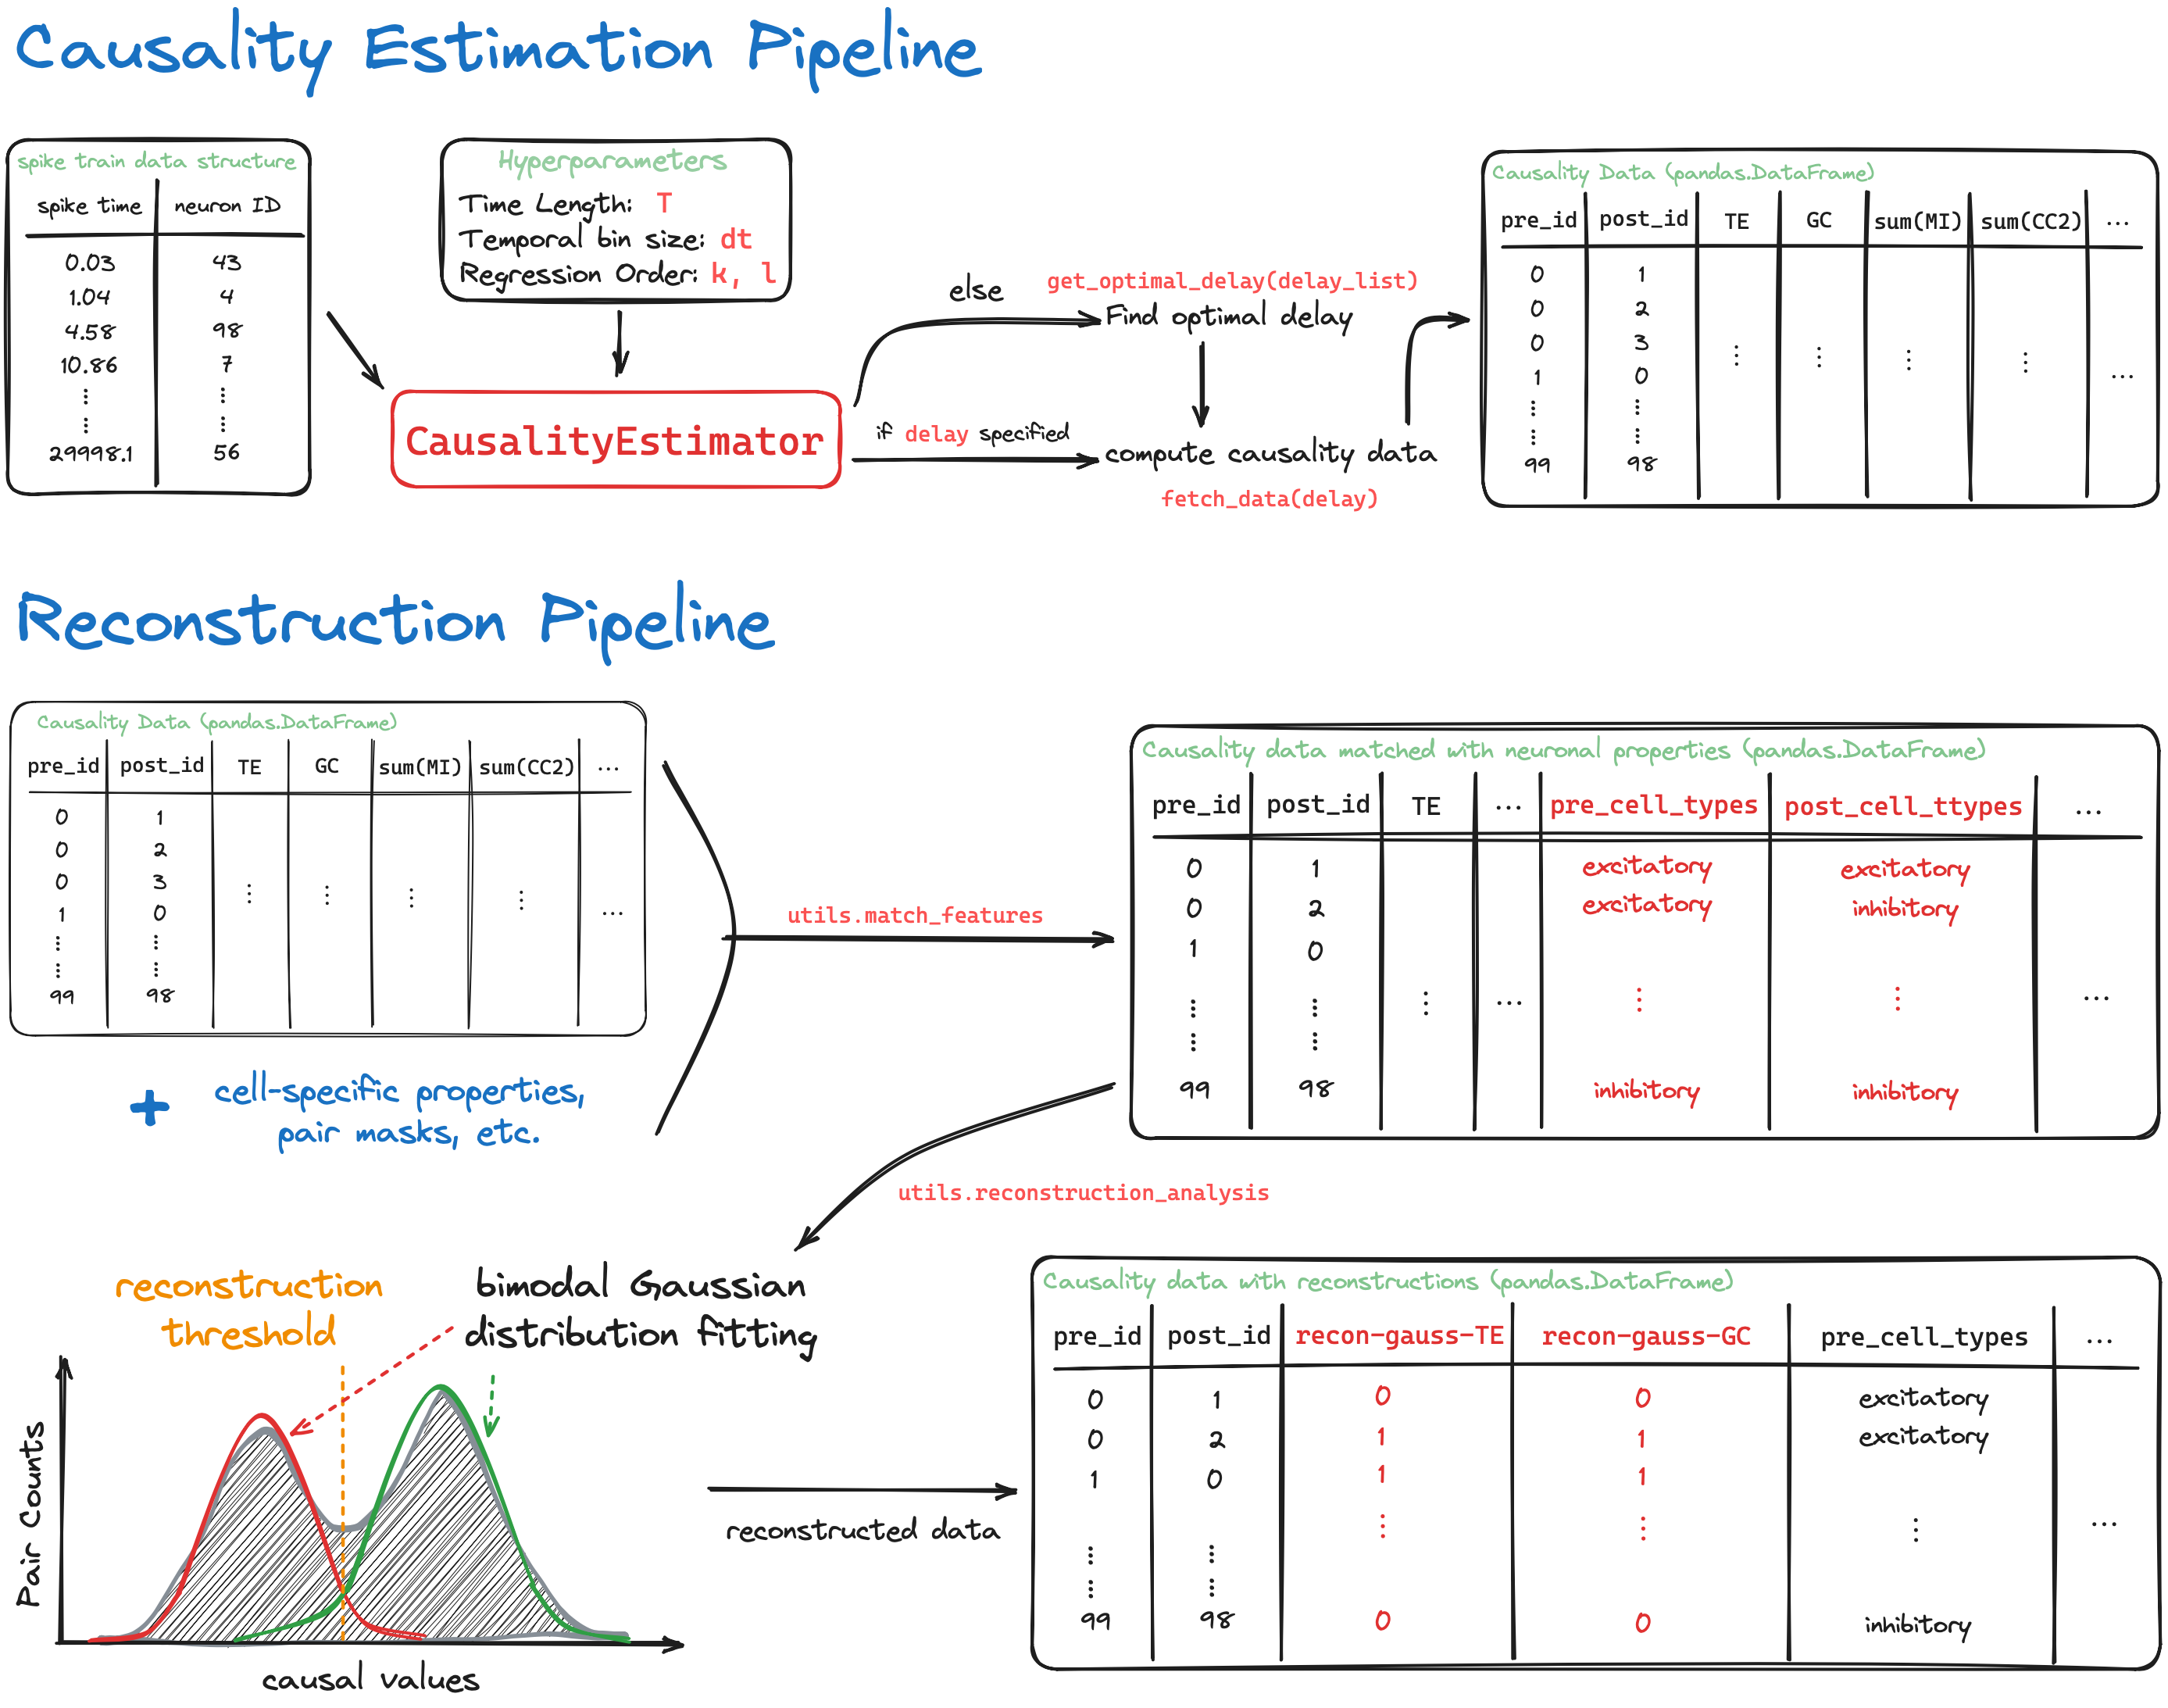 Causality Estimation Pipeline
spike train data structure
spike time neuron ID
0.03 43
1.04 4
4.58 98
10.86 7
⋮ ⋮
⋮ ⋮
29998.1 56
Hyperparameters
Time Length: T
Temporal bin size: dt
Regression Order: k, l
CausalityEstimator
else
get_optimal_delay(delay_list)
Find optimal delay
if delay specified
compute causality data
fetch_data(delay)
Causality Data (pandas.DataFrame)
pre_id post_id TE GC sum(MI) sum(CC2) ...
0 1
0 2
0 3 ⋮ ⋮ ⋮ ⋮
1 0 ...
⋮ ⋮
⋮ ⋮
99 98
Reconstruction Pipeline
Causality Data (pandas.DataFrame)
pre_id post_id TE GC sum(MI) sum(CC2) ...
0 1
0 2
0 3 ⋮ ⋮ ⋮ ⋮
1 0 ...
⋮ ⋮
⋮ ⋮
99 98
+ cell-specific properties,
pair masks, etc.
utils.match_features
Causality data matched with neuronal properties (pandas.DataFrame)
pre_id post_id TE ... pre_cell_types post_cell_ttypes ...
0 1 excitatory excitatory
0 2 excitatory inhibitory
1 0
⋮ ⋮ ⋮ ... ⋮ ⋮ ...
⋮ ⋮
99 98 inhibitory inhibitory
utils.reconstruction_analysis
reconstruction
threshold
bimodal Gaussian
distribution fitting
Pair Counts
causal values
reconstructed data
Causality data with reconstructions (pandas.DataFrame)
pre_id post_id recon-gauss-TE recon-gauss-GC pre_cell_types ...
0 1 0 0 excitatory
0 2 1 1 excitatory
1 0 1 1
⋮ ⋮ ⋮ ⋮ ⋮ ...
⋮ ⋮
99 98 0 0 inhibitory